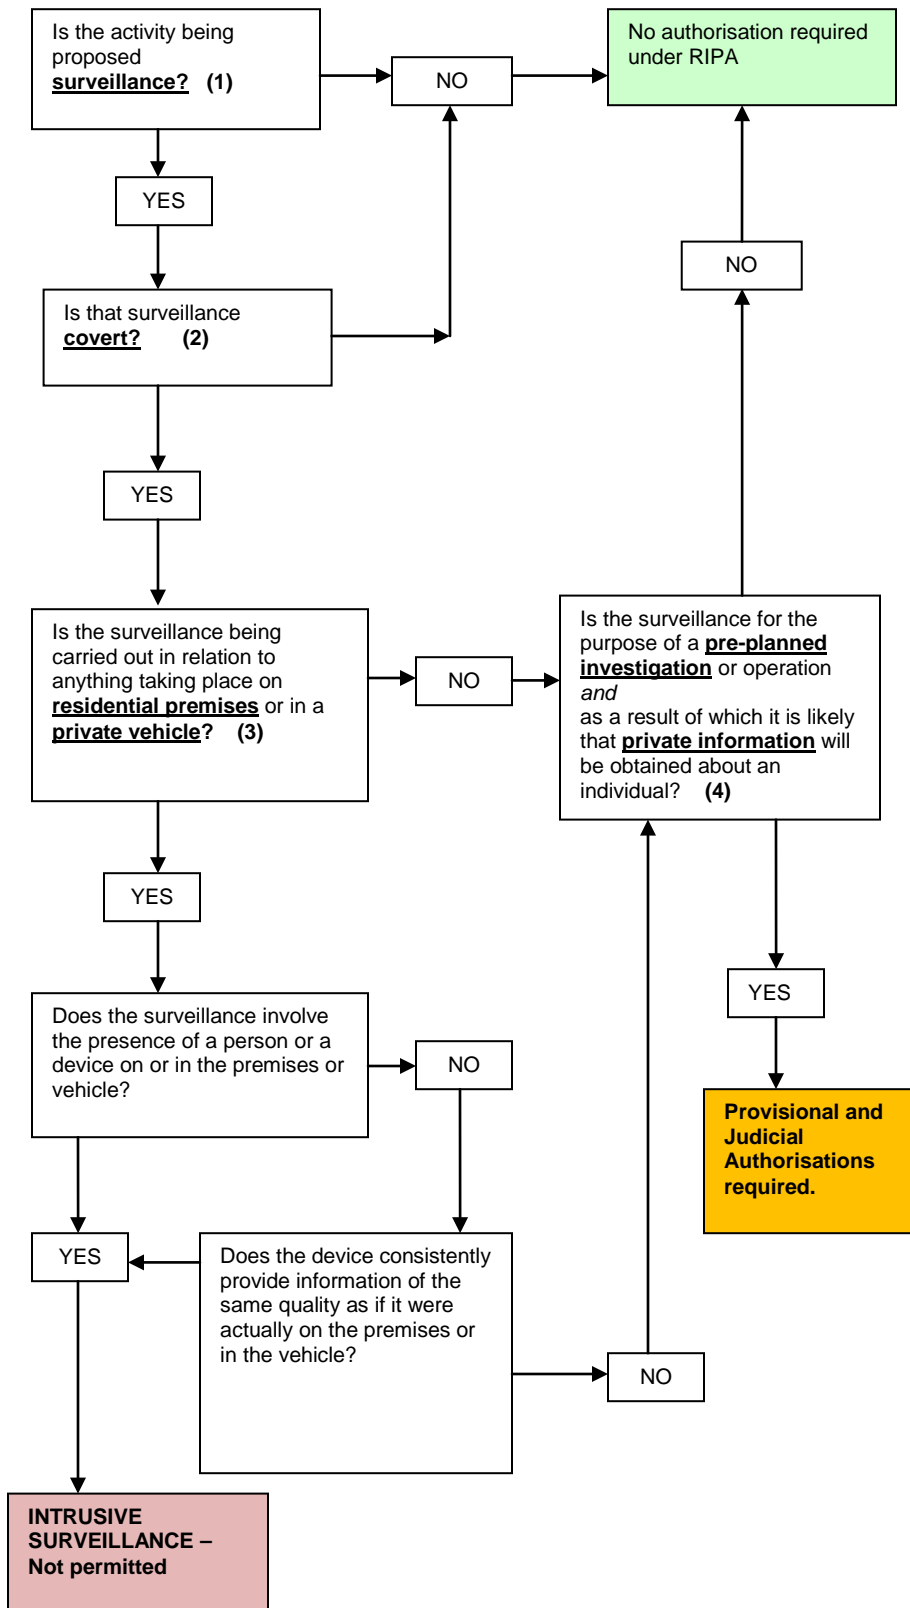 Is the activity being
proposed
surveillance? (1)
NO
No authorisation required
under RIPA
YES
NO
Is that surveillance
covert? (2)
YES
Is the surveillance being
carried out in relation to
anything taking place on
residential premises or in a
private vehicle? (3)
NO
Is the surveillance for the
purpose of a pre-planned
investigation or operation
and
as a result of which it is likely
that private information will
be obtained about an
individual? (4)
YES
Does the surveillance involve
the presence of a person or a
device on or in the premises or
vehicle?
NO
YES
Provisional and
Judicial
Authorisations
required.
YES
Does the device consistently
provide information of the
same quality as if it were
actually on the premises or
in the vehicle?
NO
INTRUSIVE
SURVEILLANCE –
Not permitted